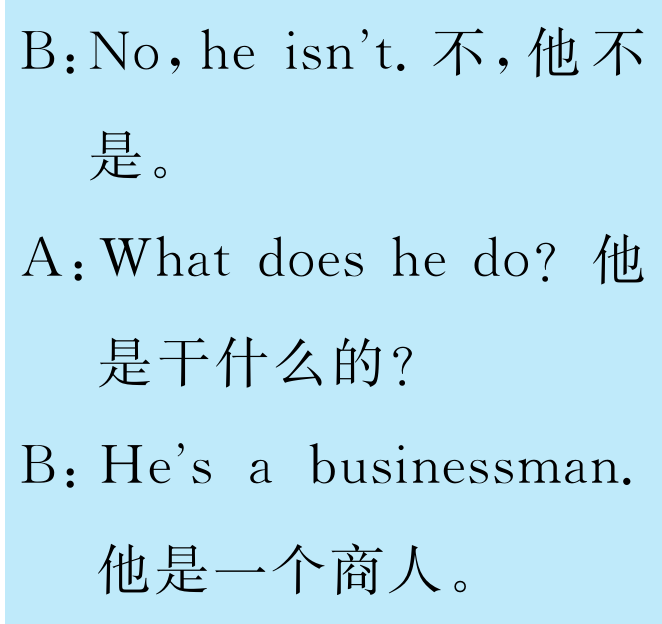 B:No,he isn't. 不,他不
是。
A:What does he do? 他
是干什么的?
B: He's a businessman.
他是一个商人。